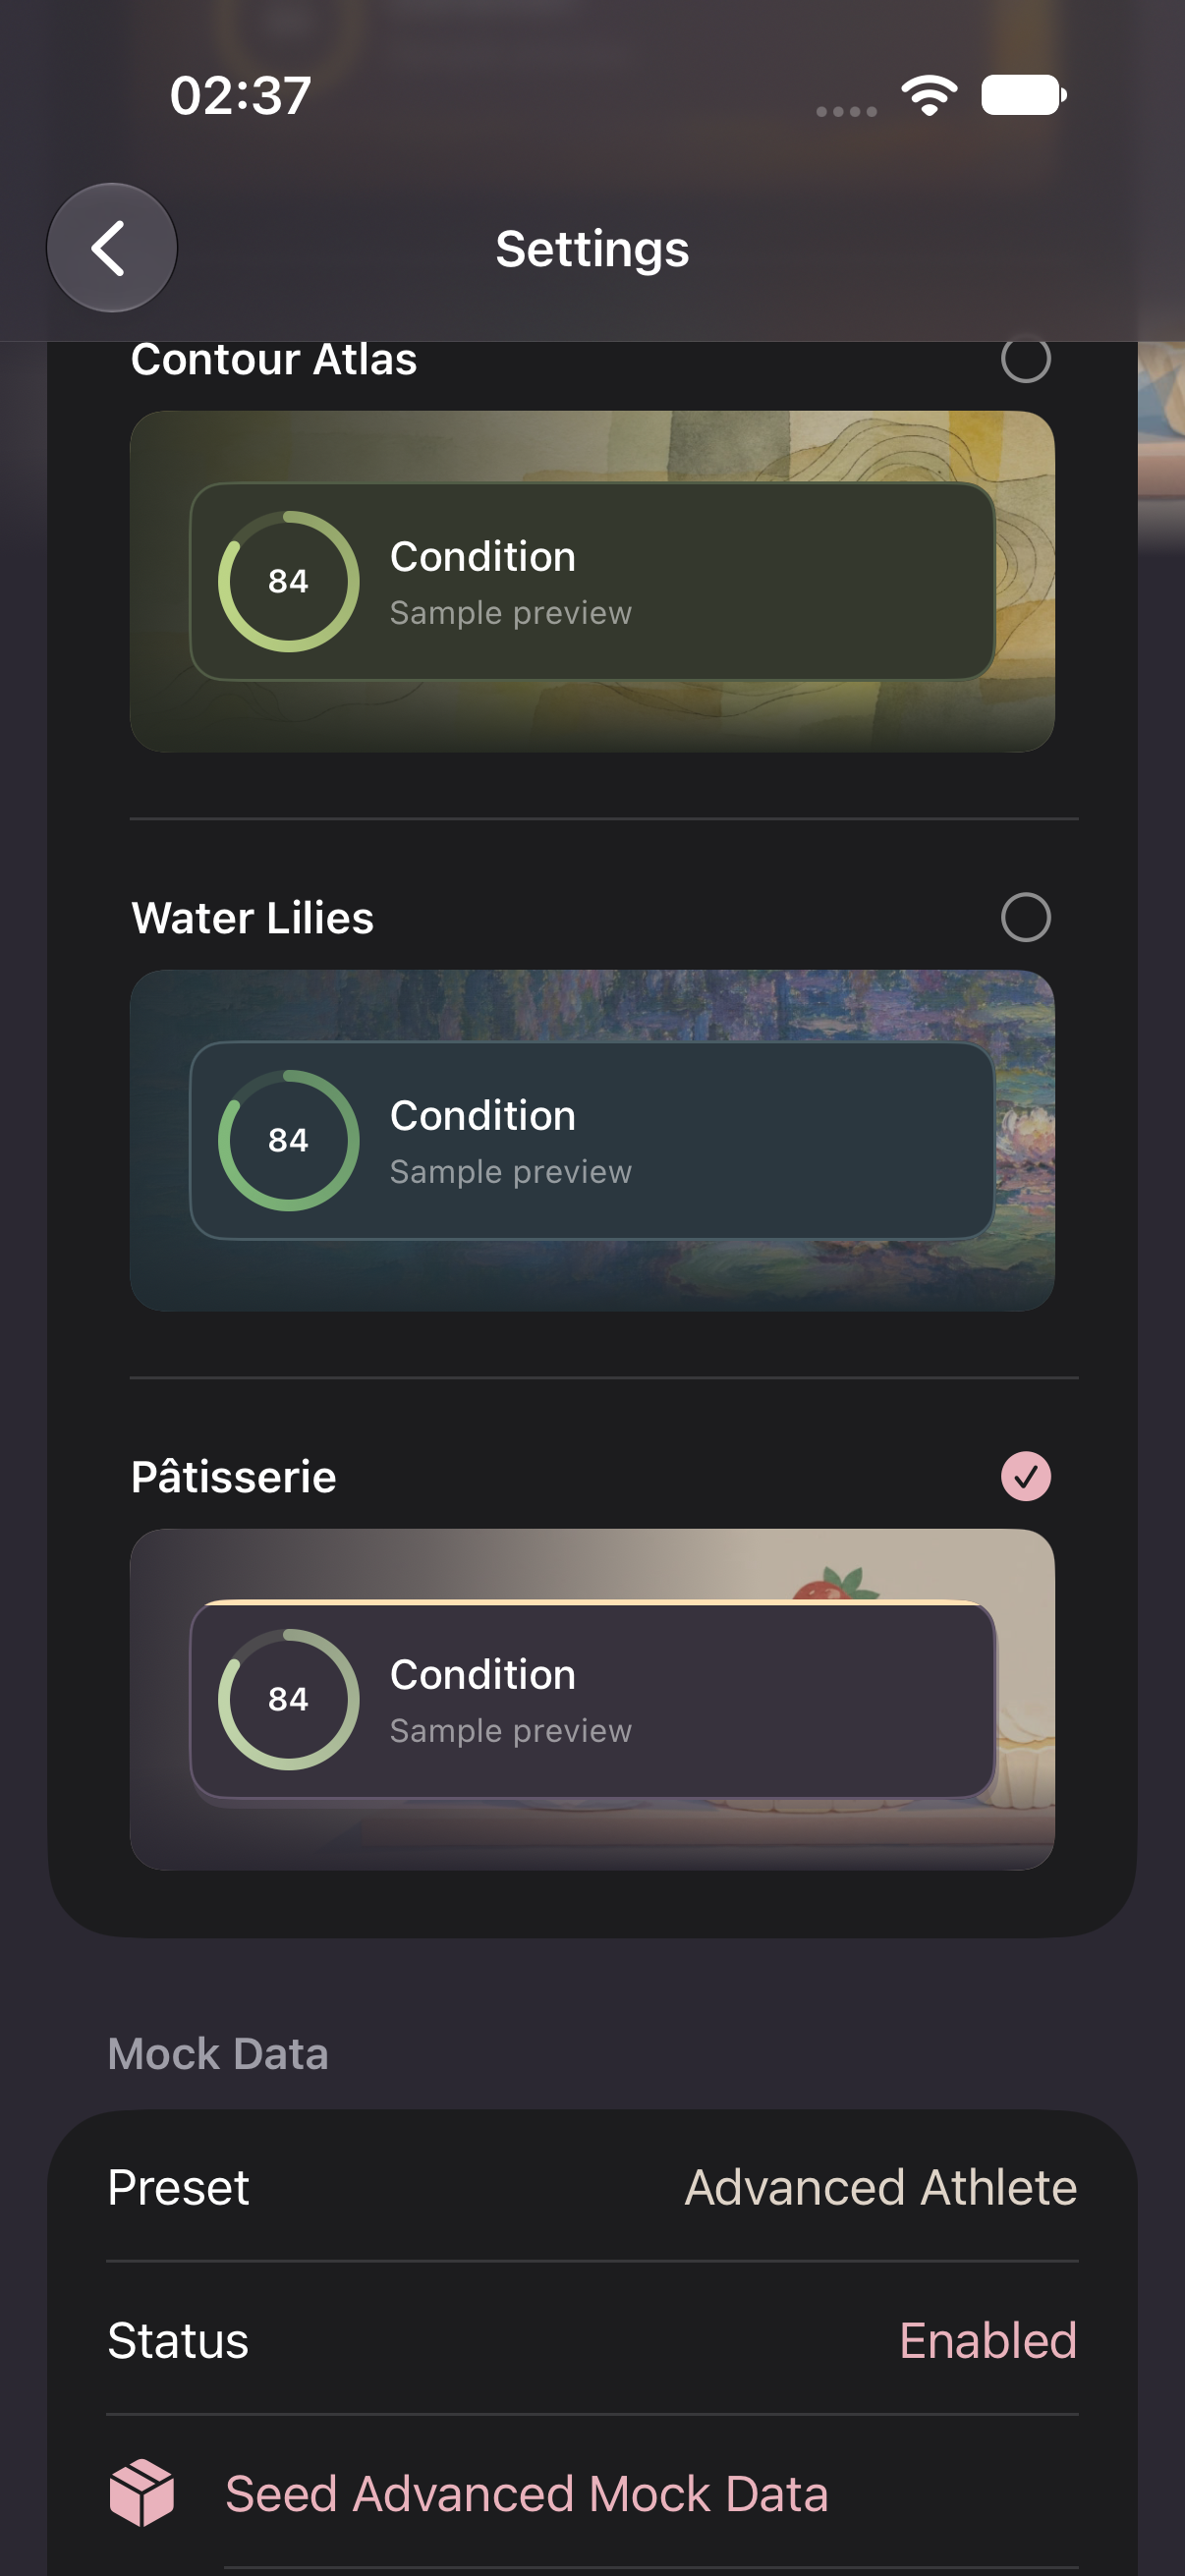 02:37
Settings
Contour Atlas
84
Condition
Sample preview
Water Lilies
84
Condition
Sample preview
Pâtisserie
84
Condition
Sample preview
Mock Data
Preset
Advanced Athlete
Status
Enabled
Seed Advanced Mock Data